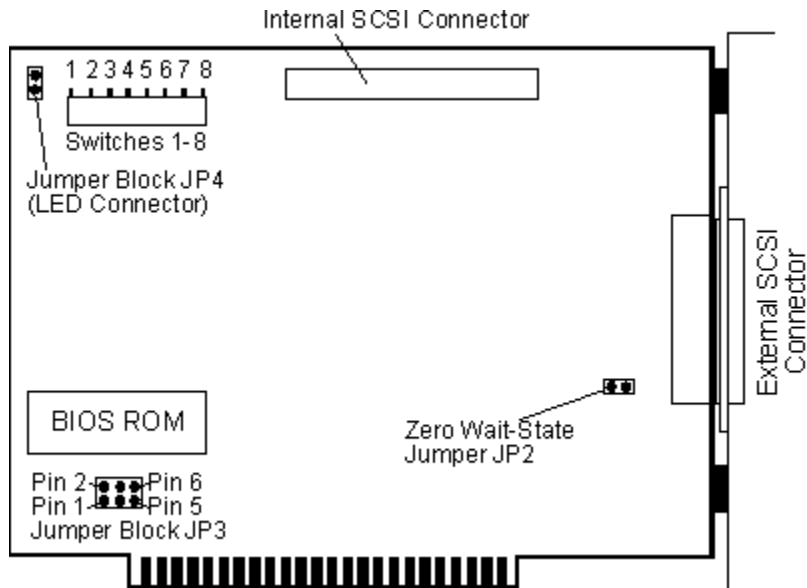 Internal SCSI Connector
1 2 3 4 5 6 7 8
Switches 1-8
Jumper Block JP4
(LED Connector)
External SCSI
Connector
BIOS ROM
Zero Wait-State
Jumper JP2
Pin 2 Pin 6
Pin 1 Pin 5
Jumper Block JP3